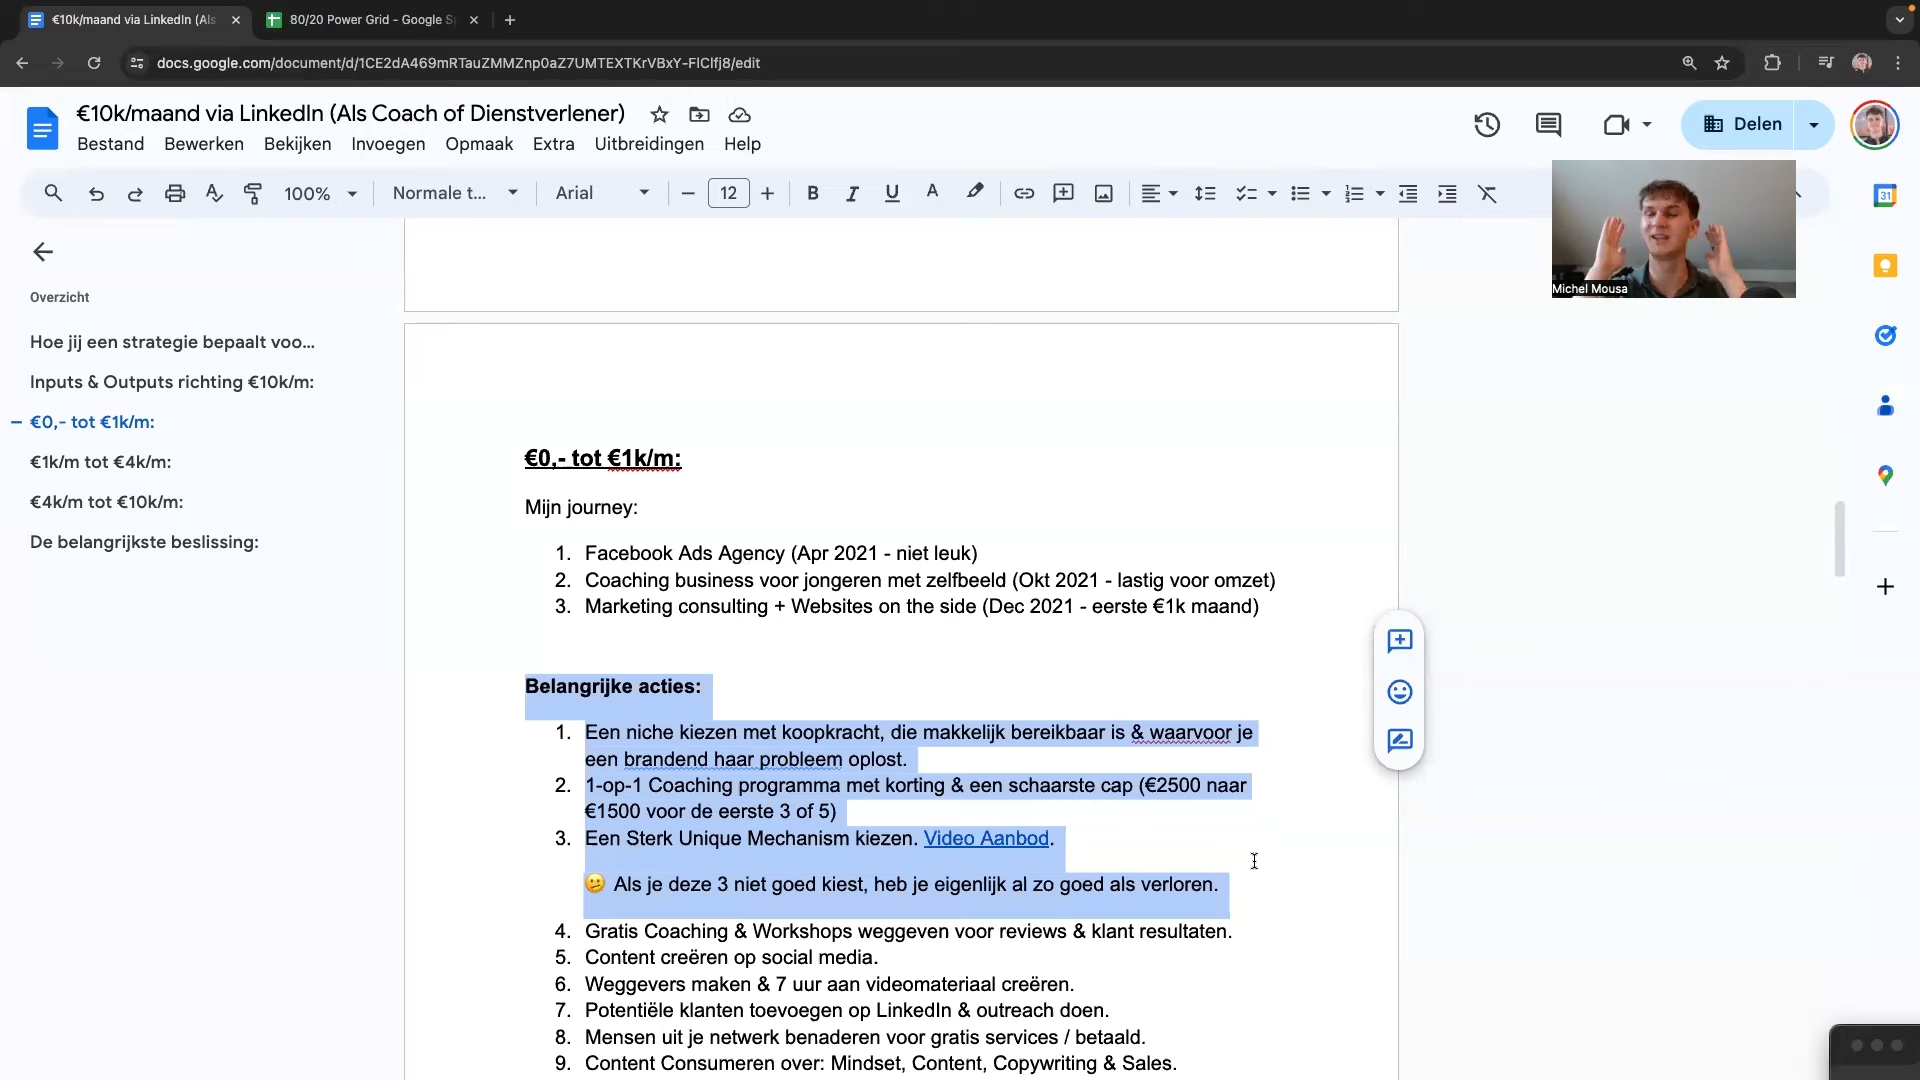 €10k/maand via LinkedIn (Als
80/20 Power Grid - Google S
docs.google.com/document/d/1CE2dA469mRTauZMMZnp0aZ7UMTEXTKrVBxY-FlClfj8/edit
€10k/maand via LinkedIn (Als Coach of Dienstverlener)
Bestand Bewerken Bekijken Invoegen Opmaak Extra Uitbreidingen Help
Delen
100% Normale t... Arial 12
Michel Mousa
31
Overzicht
Hoe jij een strategie bepaalt voo...
Inputs & Outputs richting €10k/m:
€0,- tot €1k/m:
€1k/m tot €4k/m:
€4k/m tot €10k/m:
De belangrijkste beslissing:
€0,- tot €1k/m:
Mijn journey:
1. Facebook Ads Agency (Apr 2021 - niet leuk)
2. Coaching business voor jongeren met zelfbeeld (Okt 2021 - lastig voor omzet)
3. Marketing consulting + Websites on the side (Dec 2021 - eerste €1k maand)
Belangrijke acties:
1. Een niche kiezen met koopkracht, die makkelijk bereikbaar is & waarvoor je
een brandend haar probleem oplost.
2. 1-op-1 Coaching programma met korting & een schaarste cap (€2500 naar
€1500 voor de eerste 3 of 5)
3. Een Sterk Unique Mechanism kiezen. Video Aanbod.
🫤 Als je deze 3 niet goed kiest, heb je eigenlijk al zo goed als verloren.
4. Gratis Coaching & Workshops weggeven voor reviews & klant resultaten.
5. Content creëren op social media.
6. Weggevers maken & 7 uur aan videomateriaal creëren.
7. Potentiële klanten toevoegen op LinkedIn & outreach doen.
8. Mensen uit je netwerk benaderen voor gratis services / betaald.
9. Content Consumeren over: Mindset, Content, Copywriting & Sales.